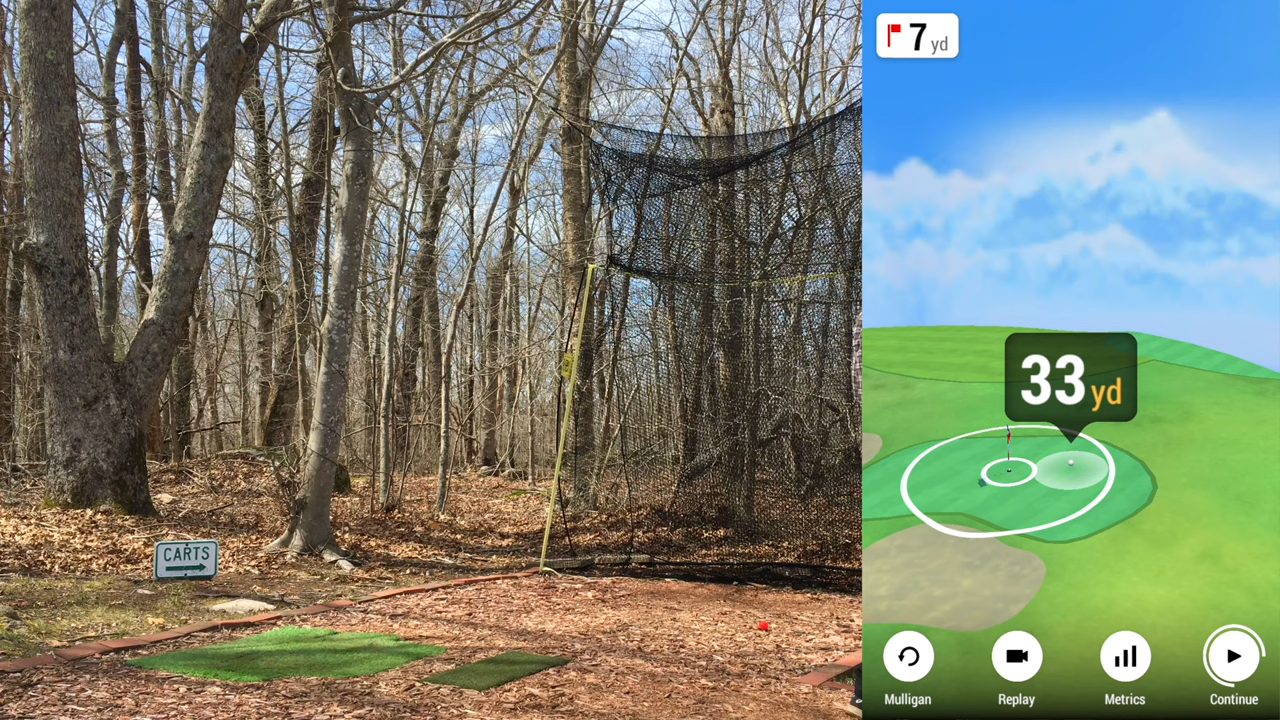 CARTS
7 yd
33 yd
Mulligan
Replay
Metrics
Continue